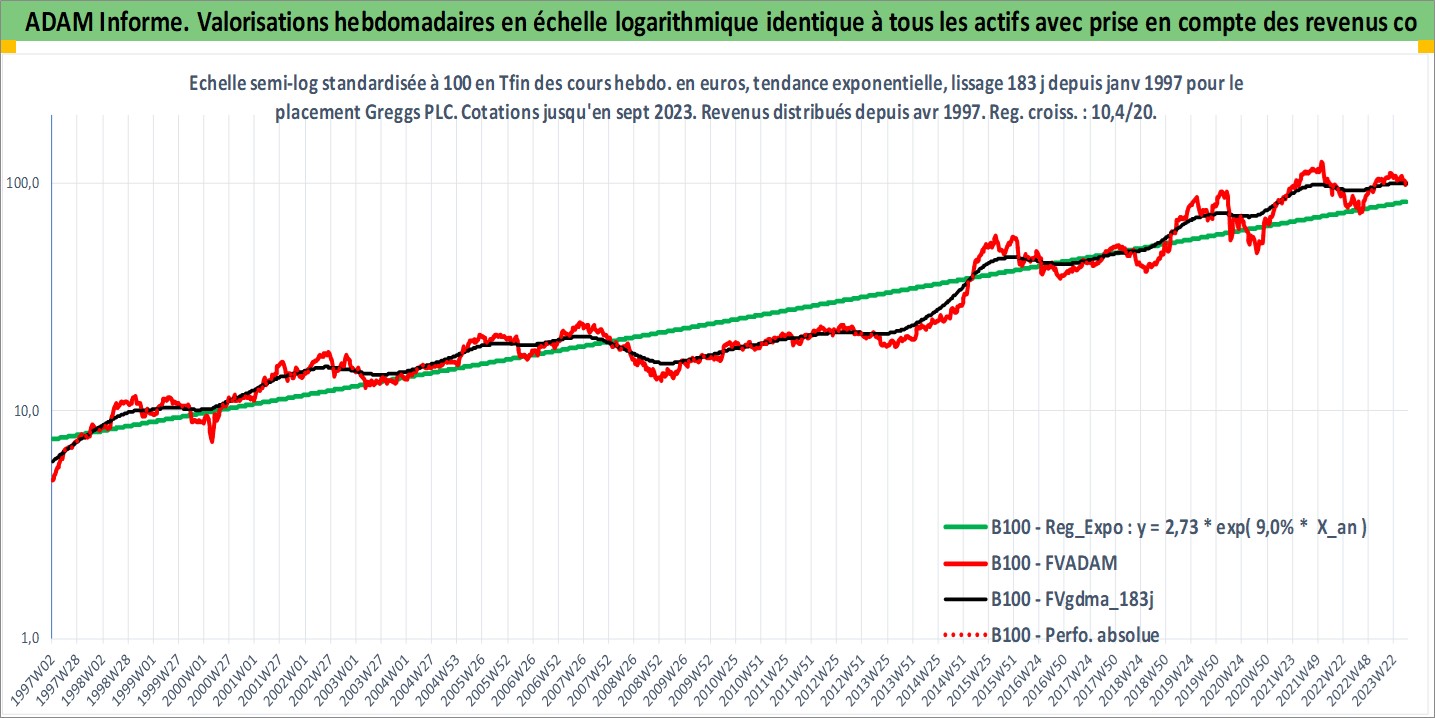 ADAM Informe. Valorisations hebdomadaires en échelle logarithmique identique à tous les actifs avec prise en compte des revenus co
Echelle semi-log standardisée à 100 en Tfin des cours hebdo. en euros, tendance exponentielle, lissage 183 j depuis janv 1997 pour le
placement Greggs PLC. Cotations jusqu'en sept 2023. Revenus distribués depuis avr 1997. Reg. croiss. : 10,4/20.
100,0
10,0
1,0
B100 - Reg_Expo : y = 2,73 * exp( 9,0% * X_an )
B100 - FVADAM
B100 - FVgdma_183j
B100 - Perfo. absolue
1997W02
1997W28
1998W02
1998W28
1999W01
1999W27
2000W01
2000W27
2001W01
2001W27
2002W01
2002W27
2003W01
2003W27
2004W01
2004W27
2004W53
2005W26
2005W52
2006W26
2006W52
2007W26
2007W52
2008W26
2008W52
2009W26
2009W52
2010W25
2010W51
2011W25
2011W51
2012W25
2012W51
2013W25
2013W51
2014W25
2014W51
2015W25
2015W51
2016W24
2016W50
2017W24
2017W50
2018W24
2018W50
2019W24
2019W50
2020W24
2020W50
2021W23
2021W49
2022W22
2022W48
2023W22